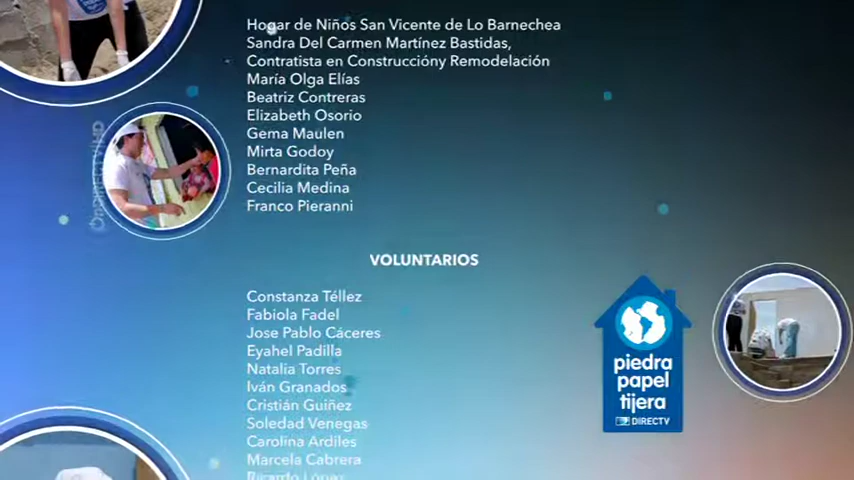 Hogar de Niños San Vicente de Lo Barnechea
Sandra Del Carmen Martínez Bastidas,
Contratista en Construccióny Remodelación
María Olga Elías
Beatriz Contreras
Elizabeth Osorio
Gema Maulen
Mirta Godoy
Bernardita Peña
Cecilia Medina
Franco Pieranni
VOLUNTARIOS
Constanza Téllez
Fabiola Fadel
Jose Pablo Cáceres
Eyahel Padilla
Natalia Torres
Iván Granados
Cristián Guiñez
Soledad Venegas
Carolina Ardiles
Marcela Cabrera
Ricardo López
piedra
papel
tijera
DIRECTV